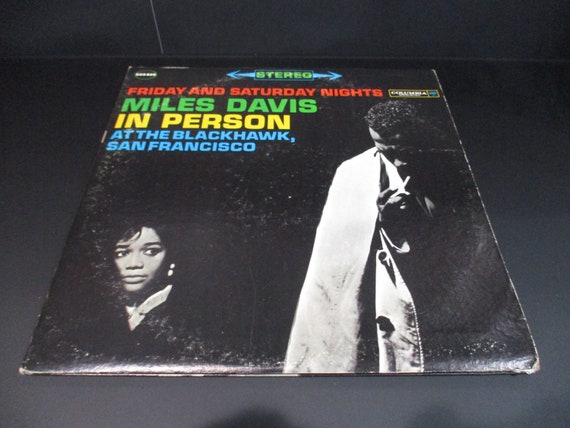 STEREO
FRIDAY AND SATURDAY NIGHTS
COLUMBIA
MILES DAVIS
IN PERSON
AT THE BLACKHAWK,
SAN FRANCISCO